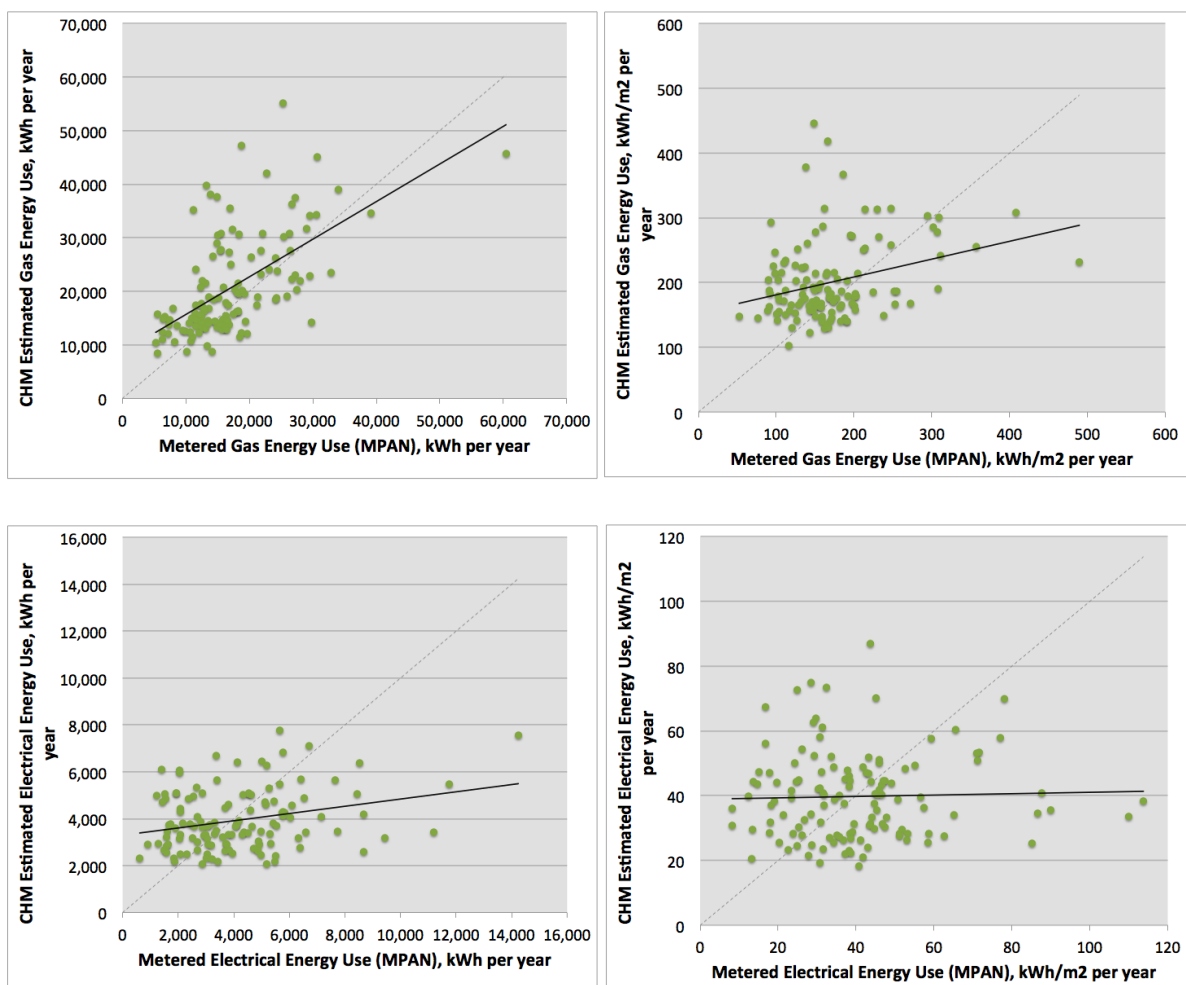 70,000
60,000
50,000
40,000
30,000
20,000
10,000
0
CHM Estimated Gas Energy Use, kWh per year
0 10,000 20,000 30,000 40,000 50,000 60,000 70,000
Metered Gas Energy Use (MPAN), kWh per year
600
500
400
300
200
100
0
CHM Estimated Gas Energy Use, kWh/m2 per
year
0 100 200 300 400 500 600
Metered Gas Energy Use (MPAN), kWh/m2 per year
16,000
14,000
12,000
10,000
8,000
6,000
4,000
2,000
0
CHM Estimated Electrical Energy Use, kWh per
year
0 2,000 4,000 6,000 8,000 10,000 12,000 14,000 16,000
Metered Electrical Energy Use (MPAN), kWh per year
120
100
80
60
40
20
0
CHM Estimated Electrical Energy Use, kWh/m2
per year
0 20 40 60 80 100 120
Metered Electrical Energy Use (MPAN), kWh/m2 per year